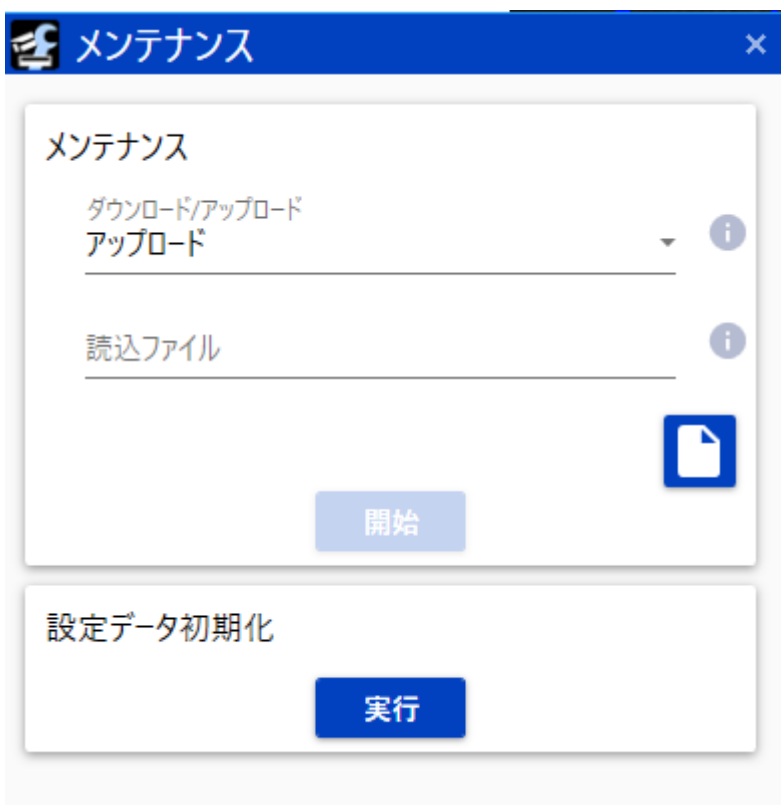 メンテナンス
メンテナンス
ダウンロード/アップロード
アップロード
読込ファイル
開始
設定データ初期化
実行